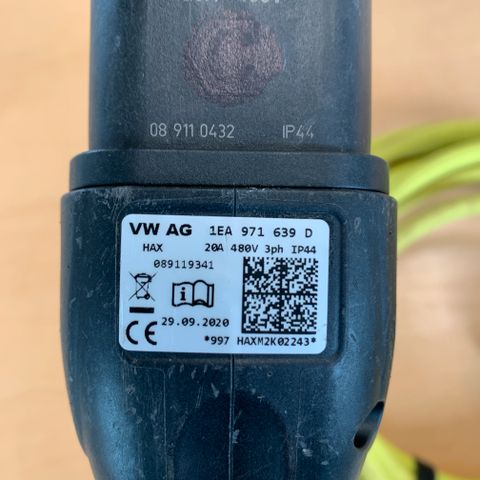 08 911 0432 IP44
VW AG 1EA 971 639 D
HAX 20A 480V 3ph IP44
089119341
29.09.2020
*997 HAXM2K02243*